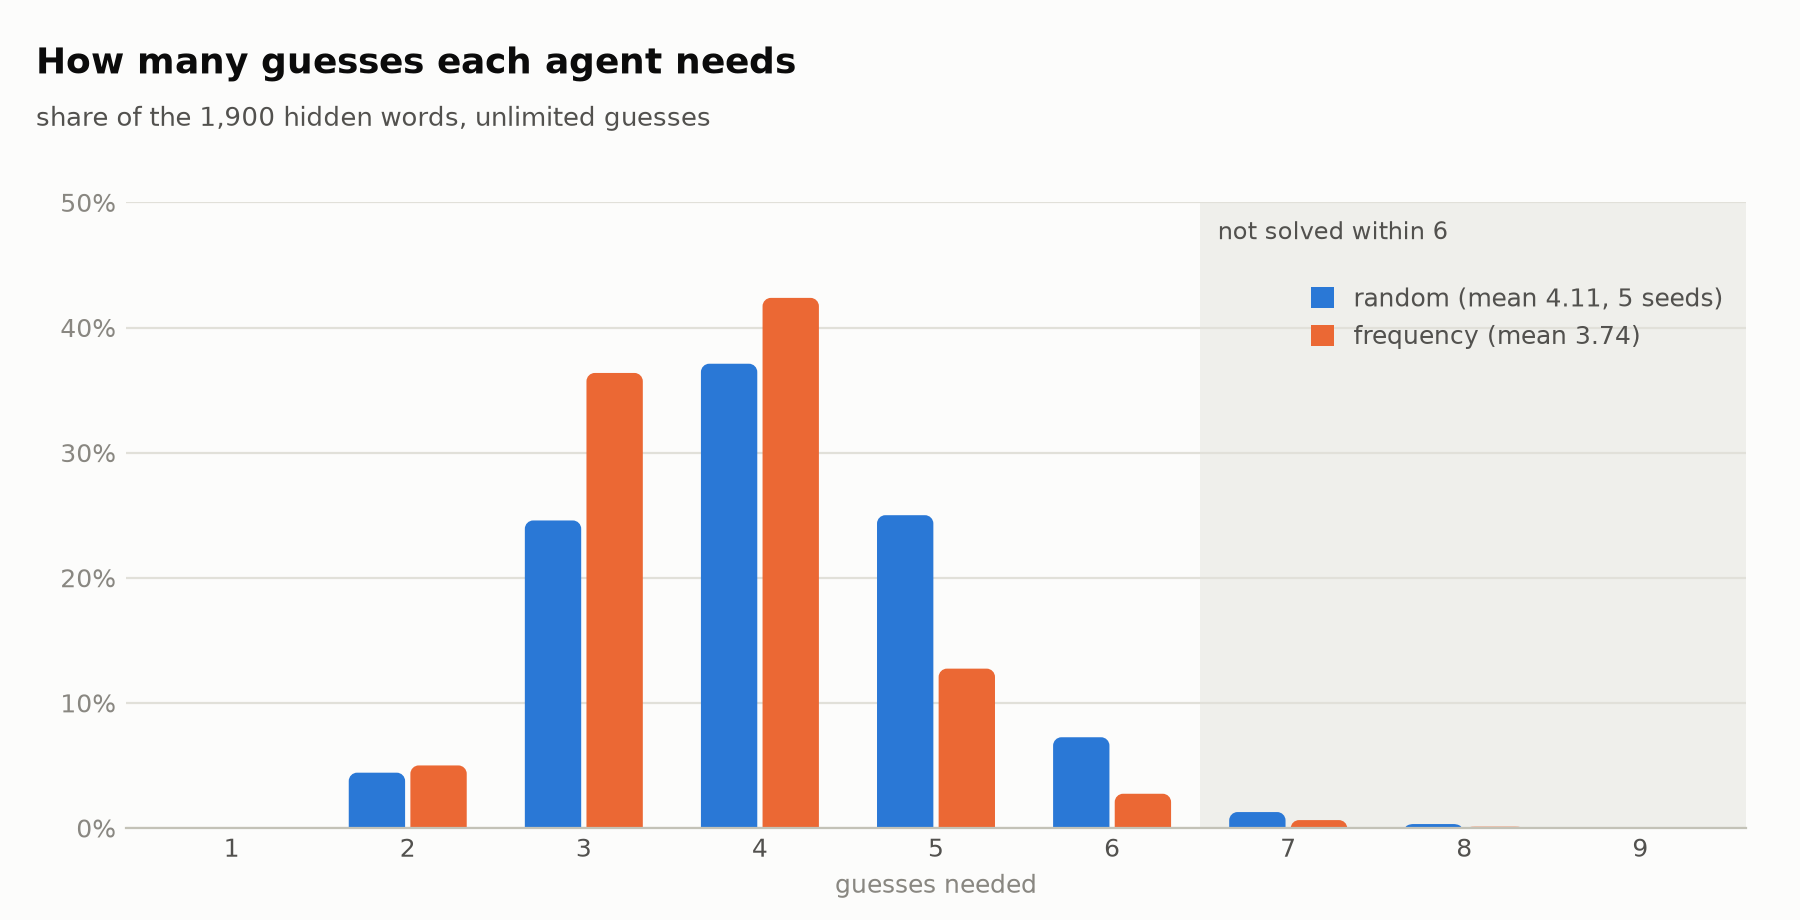 How many guesses each agent needs
share of the 1,900 hidden words, unlimited guesses
50%
not solved within 6
random (mean 4.11, 5 seeds)
40%
frequency (mean 3.74)
30%
20%
10%
0%
1 2 3 4 5 6 7 8 9
guesses needed